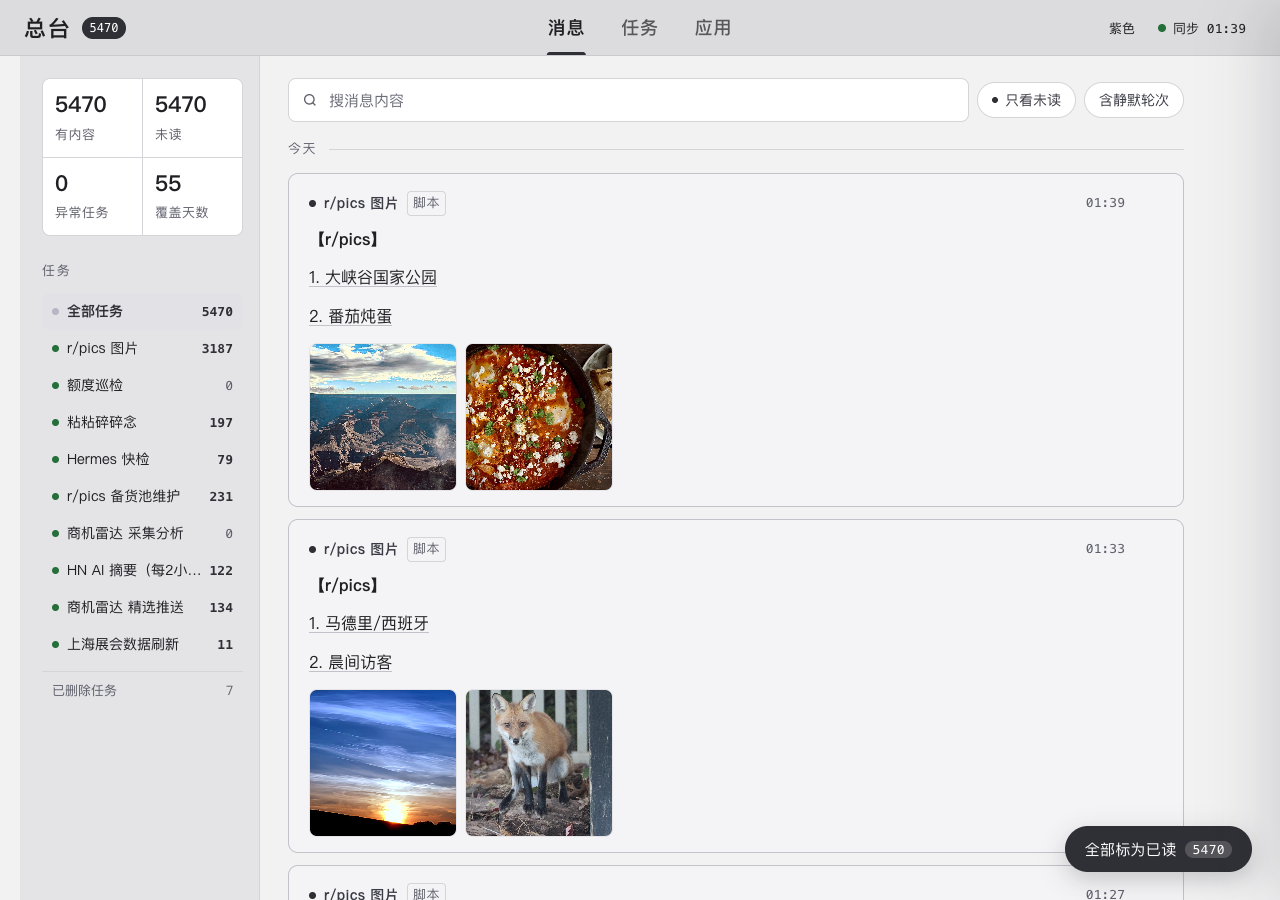 总台 5470
消息 任务 应用
紫色 同步 01:39
5470 有内容
5470 未读
0 异常任务
55 覆盖天数
任务
全部任务 5470
r/pics 图片 3187
额度巡检 0
粘粘碎碎念 197
Hermes 快检 79
r/pics 备货池维护 231
商机雷达 采集分析 0
HN AI 摘要（每2小… 122
商机雷达 精选推送 134
上海展会数据刷新 11
已删除任务 7
搜消息内容
只看未读 含静默轮次
今天
r/pics 图片 脚本 01:39
【r/pics】
1. 大峡谷国家公园
2. 番茄炖蛋
r/pics 图片 脚本 01:33
【r/pics】
1. 马德里/西班牙
2. 晨间访客
r/pics 图片 脚本 01:27
全部标为已读 5470